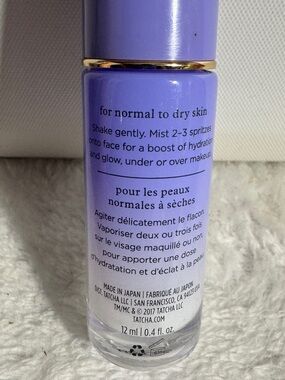 for normal to dry skin
Shake gently. Mist 2-3 spritzes
onto face for a boost of hydration
and glow, under or over makeup.
pour les peaux
normales à sèches
Agiter délicatement le flacon.
Vaporiser deux ou trois fois
sur le visage maquillé ou non,
pour apporter une dose
d'hydratation et d'éclat à la peau.
MADE IN JAPAN | FABRIQUÉ AU JAPON
DIST. TATCHA LLC | SAN FRANCISCO, CA 94107 USA
TM/MC & © 2017 TATCHA LLC
TATCHA.COM
12 ml | 0.4 fl. oz.